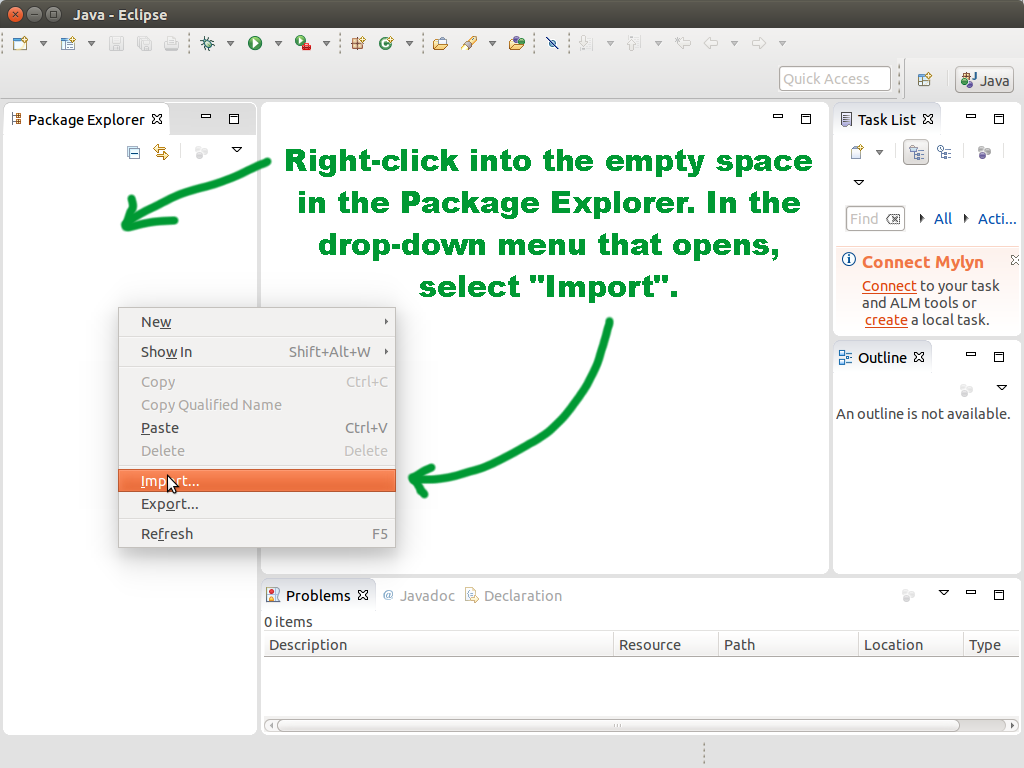 Java - Eclipse
Quick Access
Java
Package Explorer
Right-click into the empty space
in the Package Explorer. In the
drop-down menu that opens,
select "Import".
New
Show In Shift+Alt+W
Copy Ctrl+C
Copy Qualified Name
Paste Ctrl+V
Delete Delete
Import...
Export...
Refresh F5
Task List
Find All Acti...
Connect Mylyn
Connect to your task
and ALM tools or
create a local task.
Outline
An outline is not available.
Problems @ Javadoc Declaration
0 items
Description Resource Path Location Type